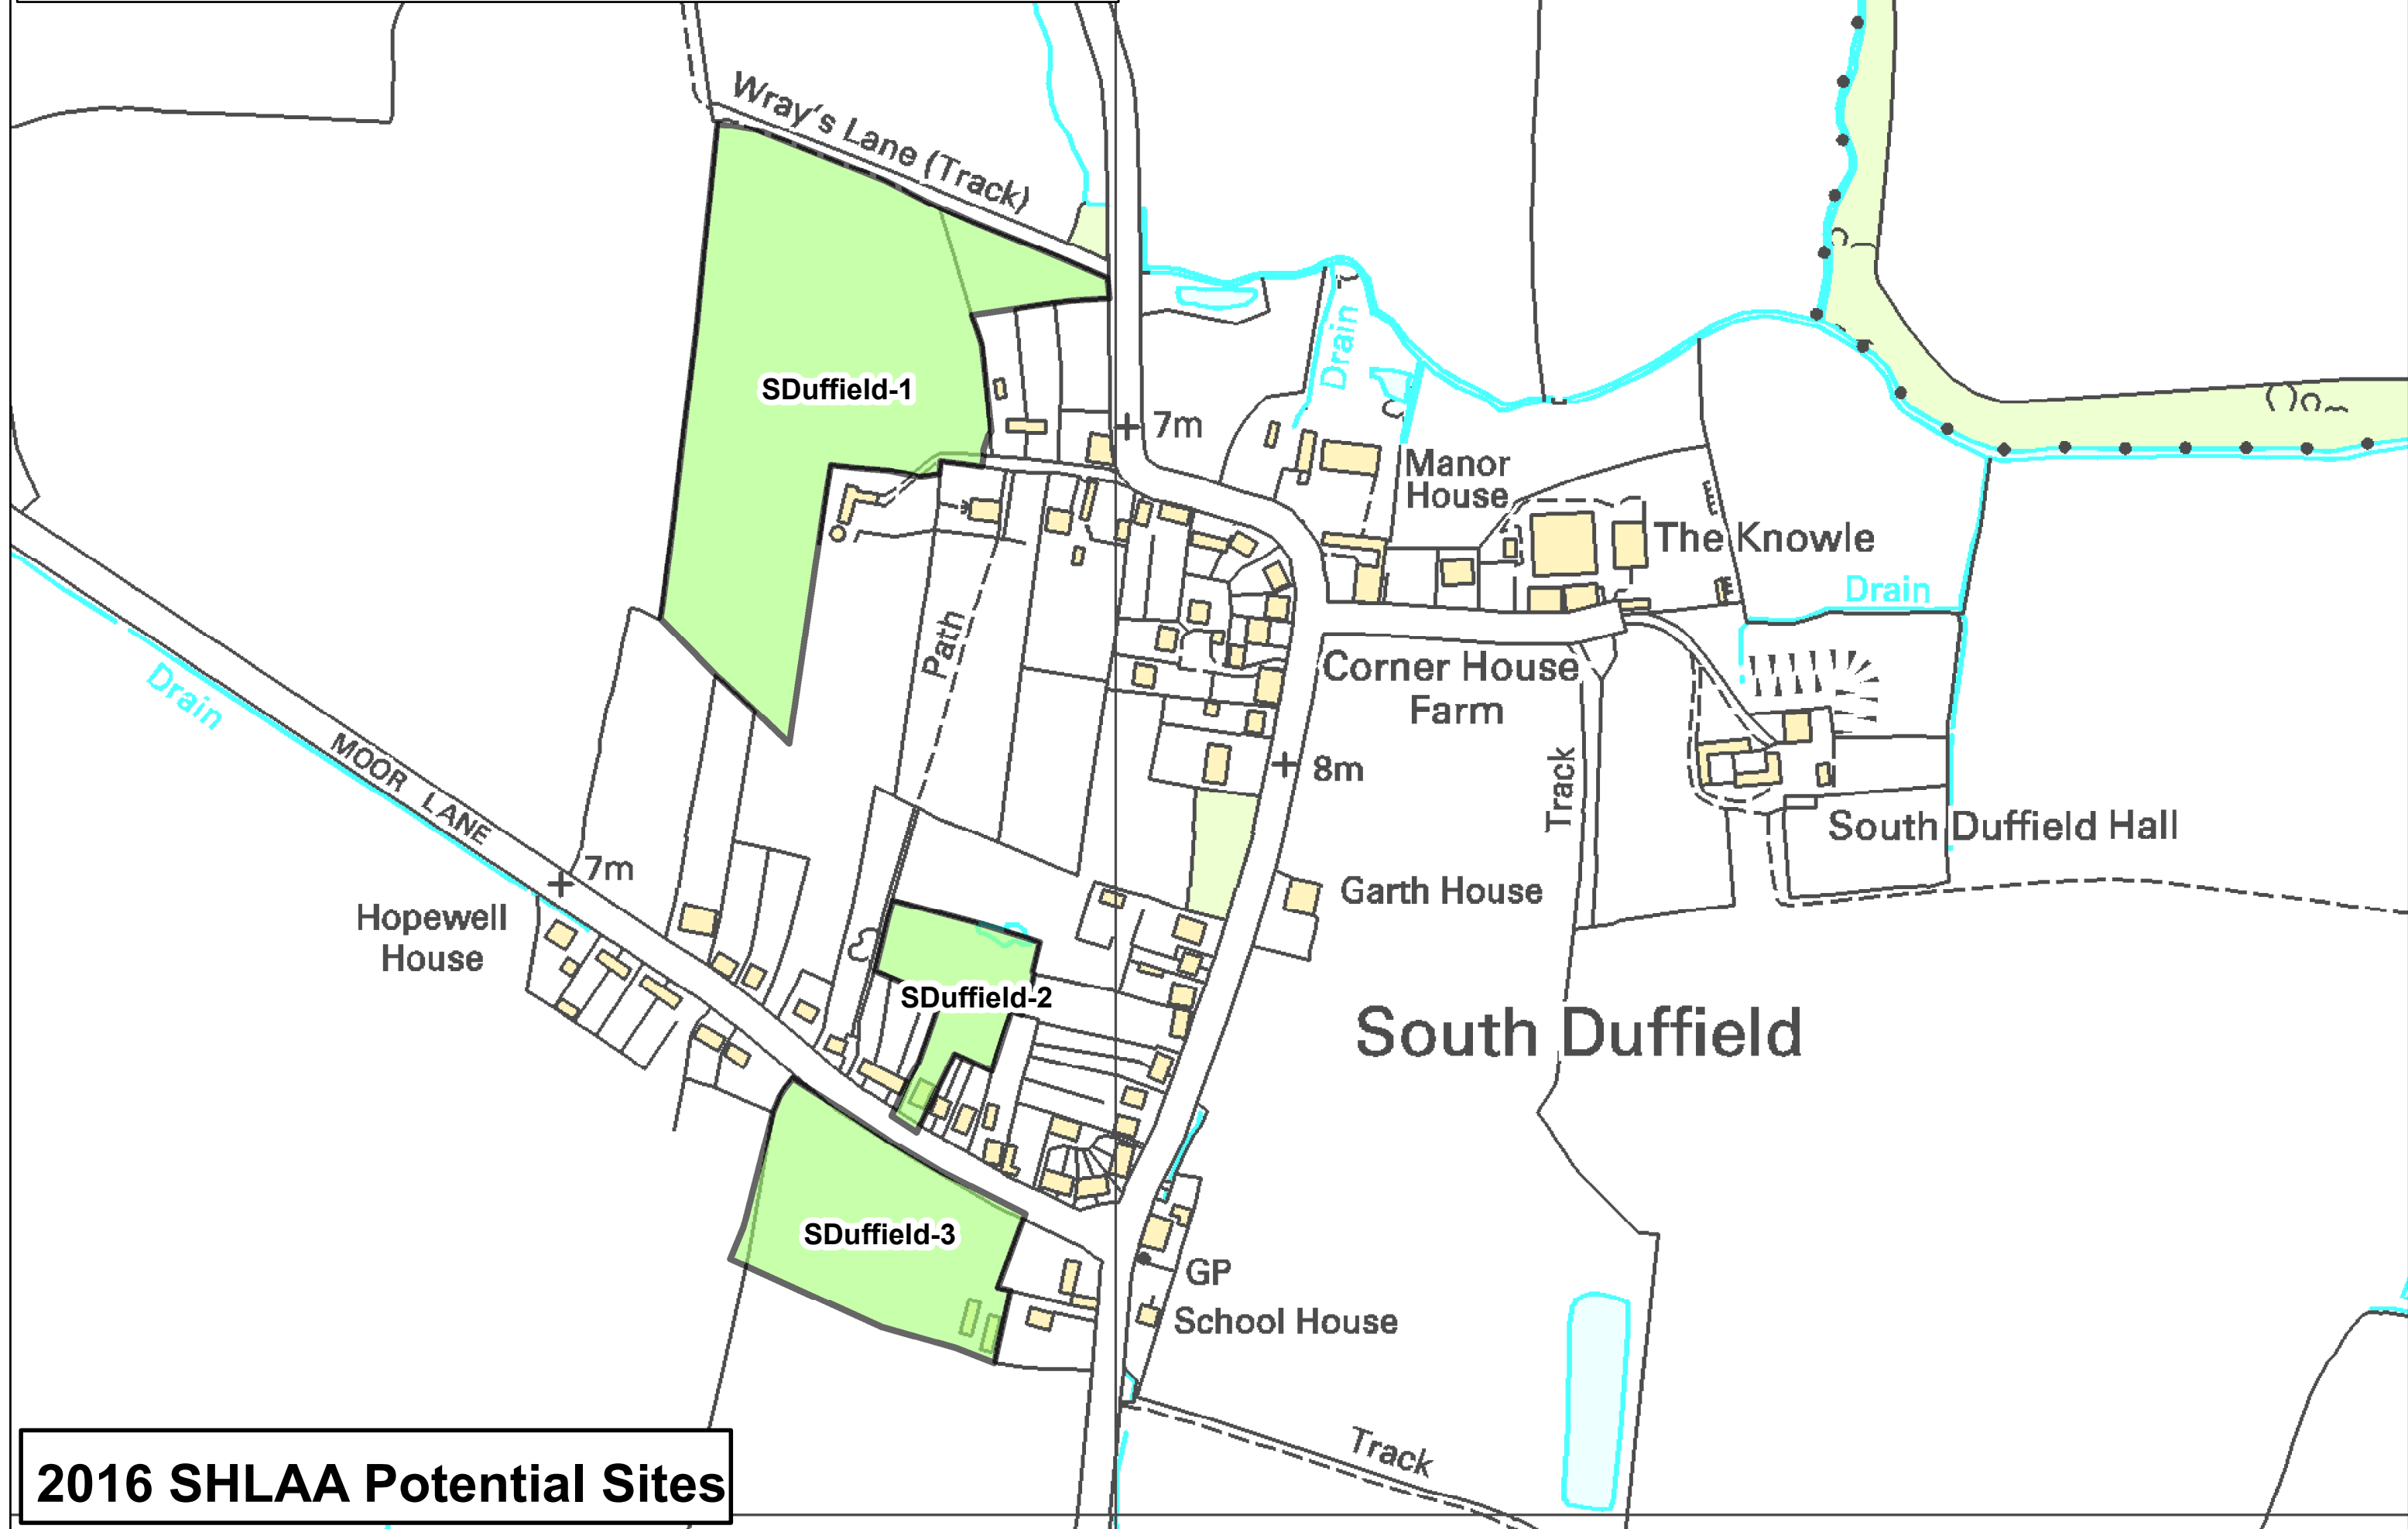 Wray's Lane (Track)
SDuffield-1
7m
Drain
Manor
House
The Knowle
Drain
Path
Corner House
Farm
Drain
MOOR LANE
8m
Track
South Duffield Hall
7m
Garth House
Hopewell
House
SDuffield-2
South Duffield
SDuffield-3
GP
School House
Track
2016 SHLAA Potential Sites